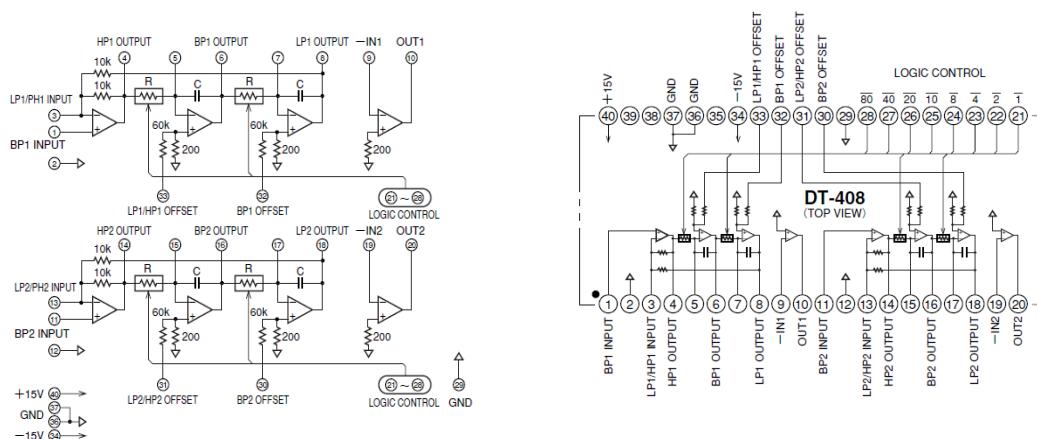 HP1 OUTPUT BP1 OUTPUT LP1 OUTPUT −IN1 OUT1
4 5 6 7 8 9 10
10k
10k
R C R C
LP1/PH1 INPUT
3
1
BP1 INPUT
2
60k 200 60k 200 200
33 32
LP1/HP1 OFFSET BP1 OFFSET
21 ~ 28
LOGIC CONTROL
HP2 OUTPUT BP2 OUTPUT LP2 OUTPUT −IN2 OUT2
14 15 16 17 18 19 20
10k
10k
R C R C
LP2/PH2 INPUT
13
11
BP2 INPUT
12
60k 200 60k 200 200
31 30
LP2/HP2 OFFSET BP2 OFFSET
21 ~ 28
LOGIC CONTROL
29
GND
+15V 40
37
GND
36
−15V 34
LOGIC CONTROL
+15V GND GND −15V LP1/HP1 OFFSET BP1 OFFSET LP2/HP2 OFFSET BP2 OFFSET 80 40 20 10 8 4 2 1
40 39 38 37 36 35 34 33 32 31 30 29 28 27 26 25 24 23 22 21
DT-408
(TOP VIEW)
1 2 3 4 5 6 7 8 9 10 11 12 13 14 15 16 17 18 19 20
BP1 INPUT
LP1/HP1 INPUT
HP1 OUTPUT
BP1 OUTPUT
LP1 OUTPUT
−IN1
OUT1
BP2 INPUT
LP2/HP2 INPUT
HP2 OUTPUT
BP2 OUTPUT
LP2 OUTPUT
−IN2
OUT2